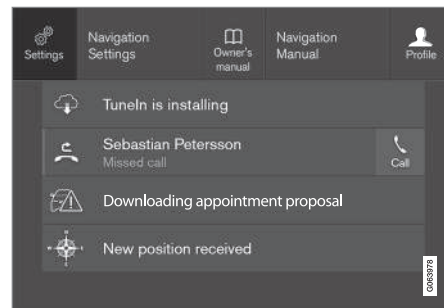 Navigation
Settings
Navigation
Manual
Settings
Owner's
manual
Profile
TuneIn is installing
Sebastian Petersson
Missed call
Call
Downloading appointment proposal
New position received
G063978